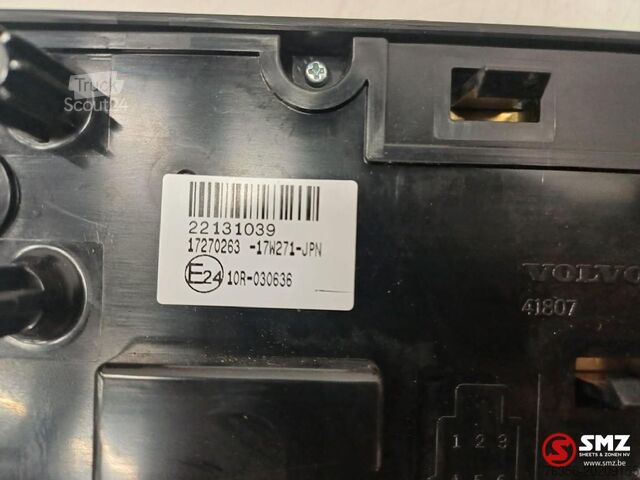 Truck
Scout24
22131039
17270263 -17W271-JPN
E24 10R-030636
VOLVO
41807
1 2 3
SMZ
SHEETS & ZONEN NV
www.smz.be